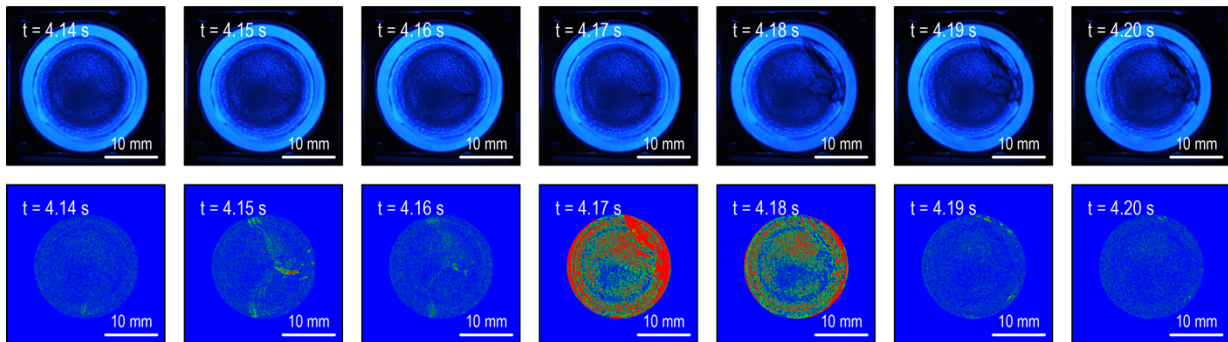 t = 4.14 s
t = 4.15 s
t = 4.16 s
t = 4.17 s
t = 4.18 s
t = 4.19 s
t = 4.20 s
10 mm
10 mm
10 mm
10 mm
10 mm
10 mm
10 mm
t = 4.14 s
t = 4.15 s
t = 4.16 s
t = 4.17 s
t = 4.18 s
t = 4.19 s
t = 4.20 s
10 mm
10 mm
10 mm
10 mm
10 mm
10 mm
10 mm